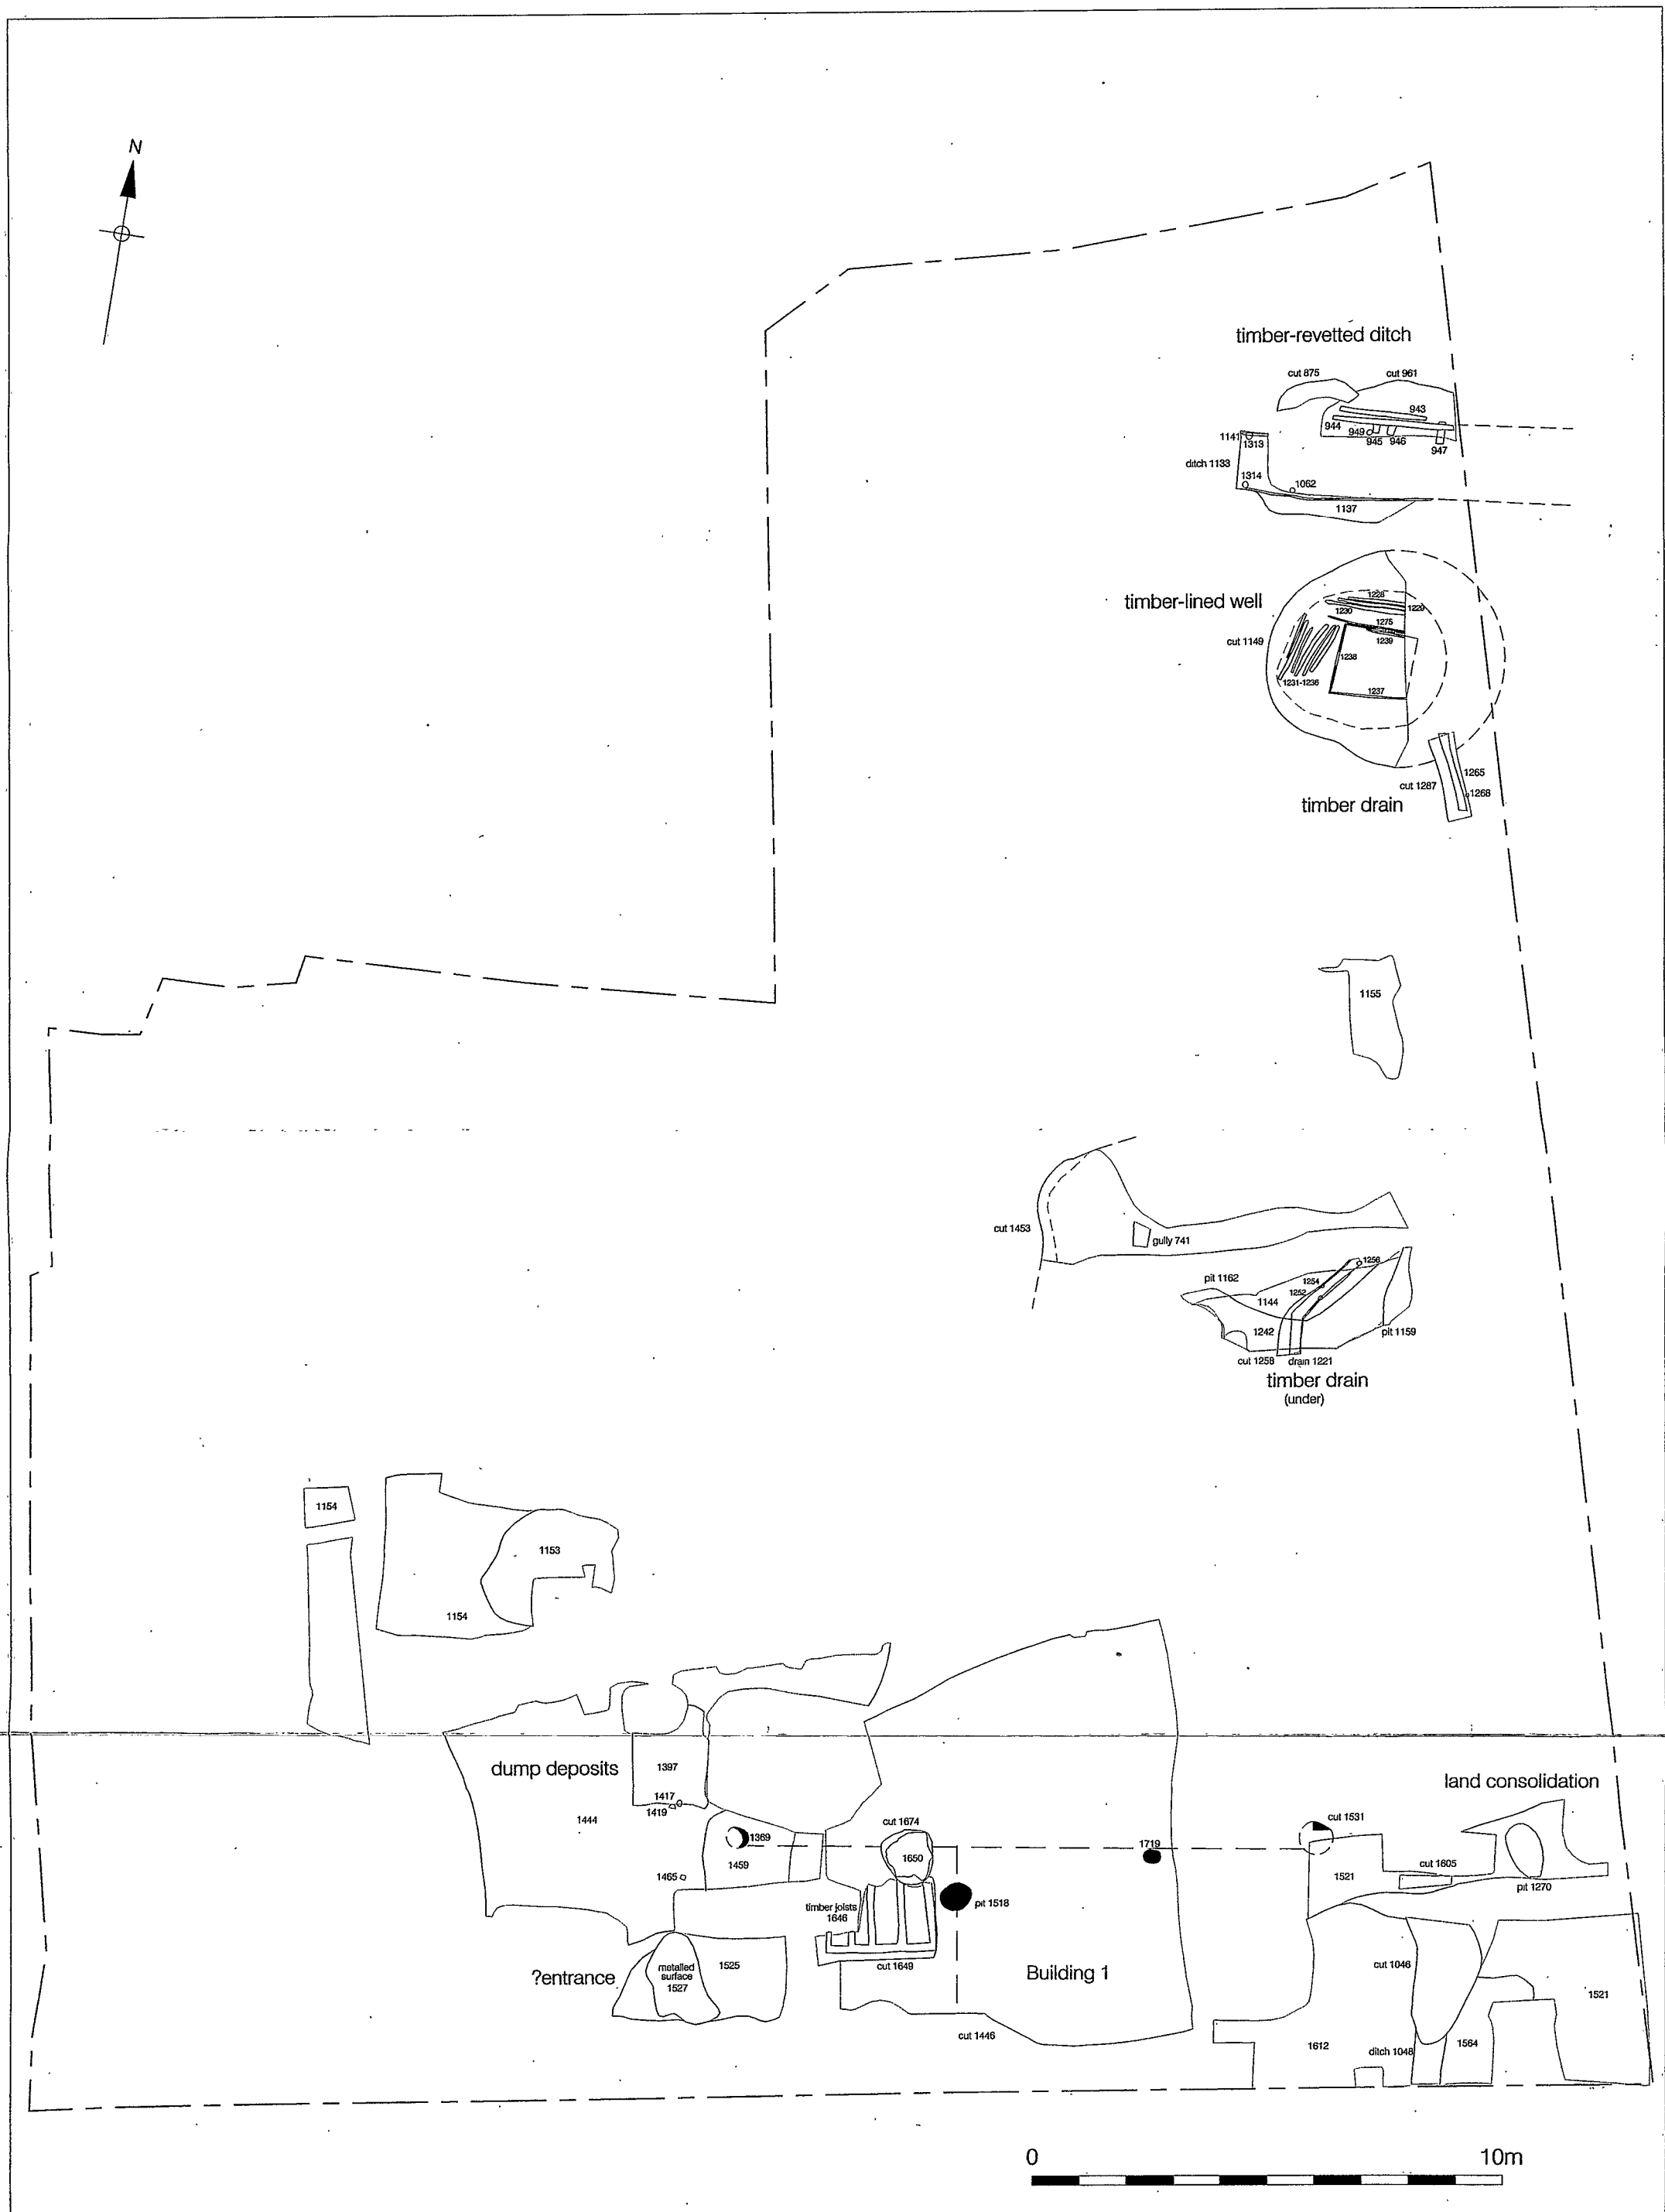 N
timber-revetted ditch
cut 875
cut 961
943
944
949
945
946
947
1141
1313
ditch 1133
1314
1062
1137
timber-lined well
1228
1229
1230
1275
1239
cut 1149
1238
1231-1236
1237
1265
cut 1287
1268
timber drain
1155
cut 1453
gully 741
1256
pit 1162
1254
1252
1144
1242
pit 1159
cut 1258
drain 1221
timber drain
(under)
1154
1153
1154
dump deposits
1397
land consolidation
1417
1419
1444
cut 1674
cut 1531
1369
1719
1650
1459
cut 1605
1465
1521
pit 1270
timber joists
1646
pit 1518
cut 1046
metalled
surface
1527
1525
cut 1649
?entrance
Building 1
1521
cut 1446
1612
ditch 1048
1564
0
10m